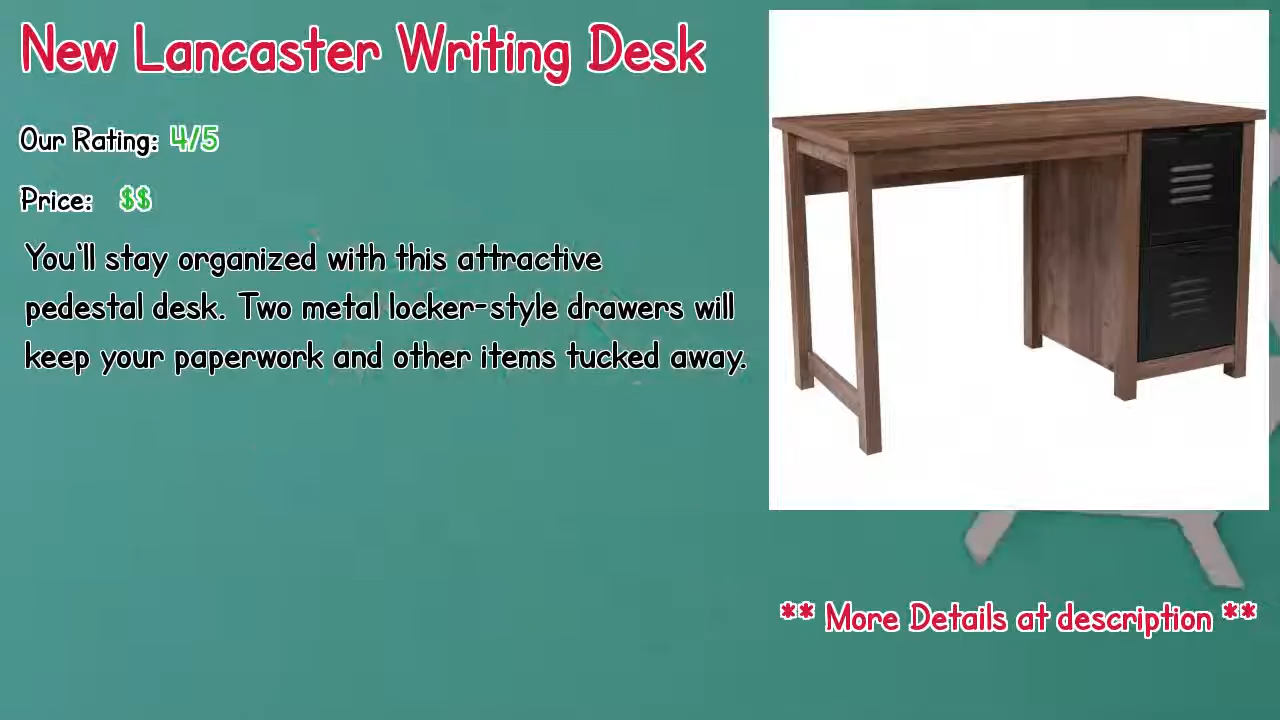 New Lancaster Writing Desk
Our Rating: 4/5
Price: $$
You'll stay organized with this attractive
pedestal desk. Two metal locker-style drawers will
keep your paperwork and other items tucked away.
** More Details at description **